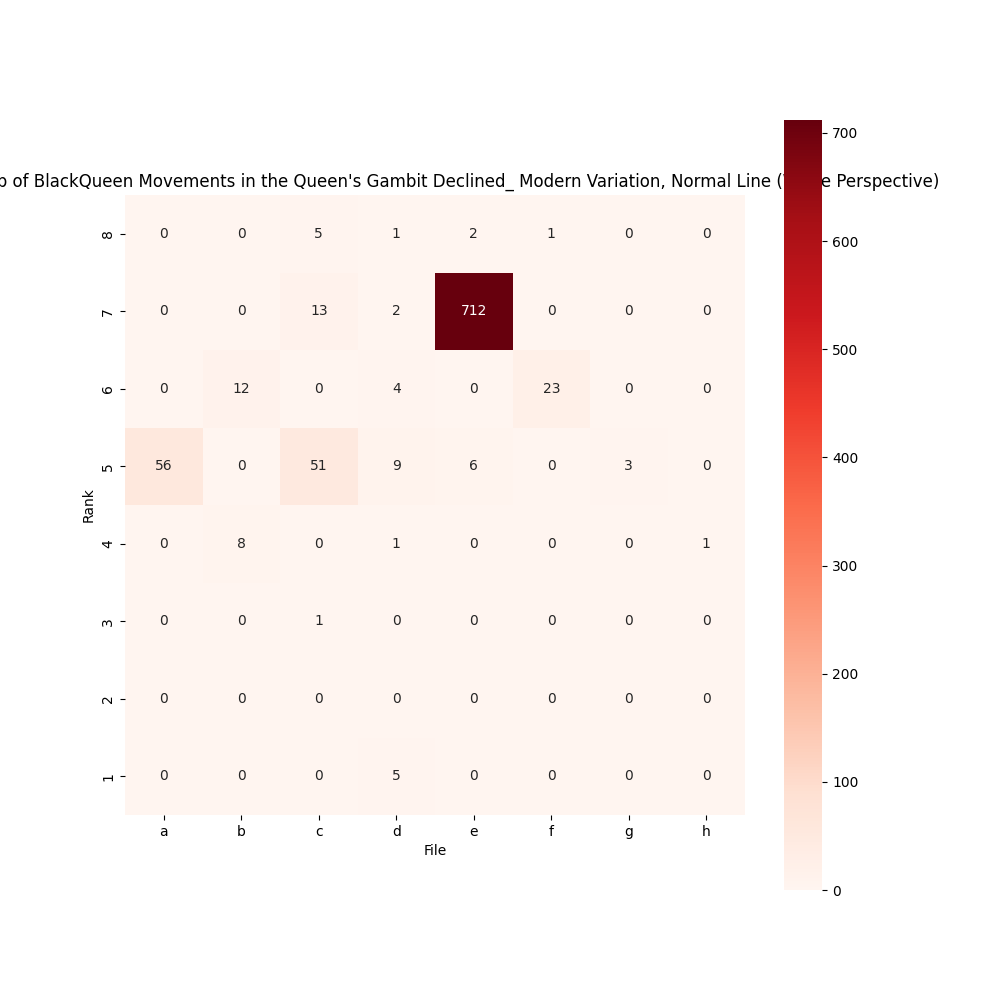 p of BlackQueen Movements in the Queen's Gambit Declined_ Modern Variation, Normal Line ( e Perspective)
700
600
500
400
300
200
100
0
Rank
8 0 0 5 1 2 1 0 0
7 0 0 13 2 712 0 0 0
6 0 12 0 4 0 23 0 0
5 56 0 51 9 6 0 3 0
4 0 8 0 1 0 0 0 1
3 0 0 1 0 0 0 0 0
2 0 0 0 0 0 0 0 0
1 0 0 0 5 0 0 0 0
a b c d e f g h
File